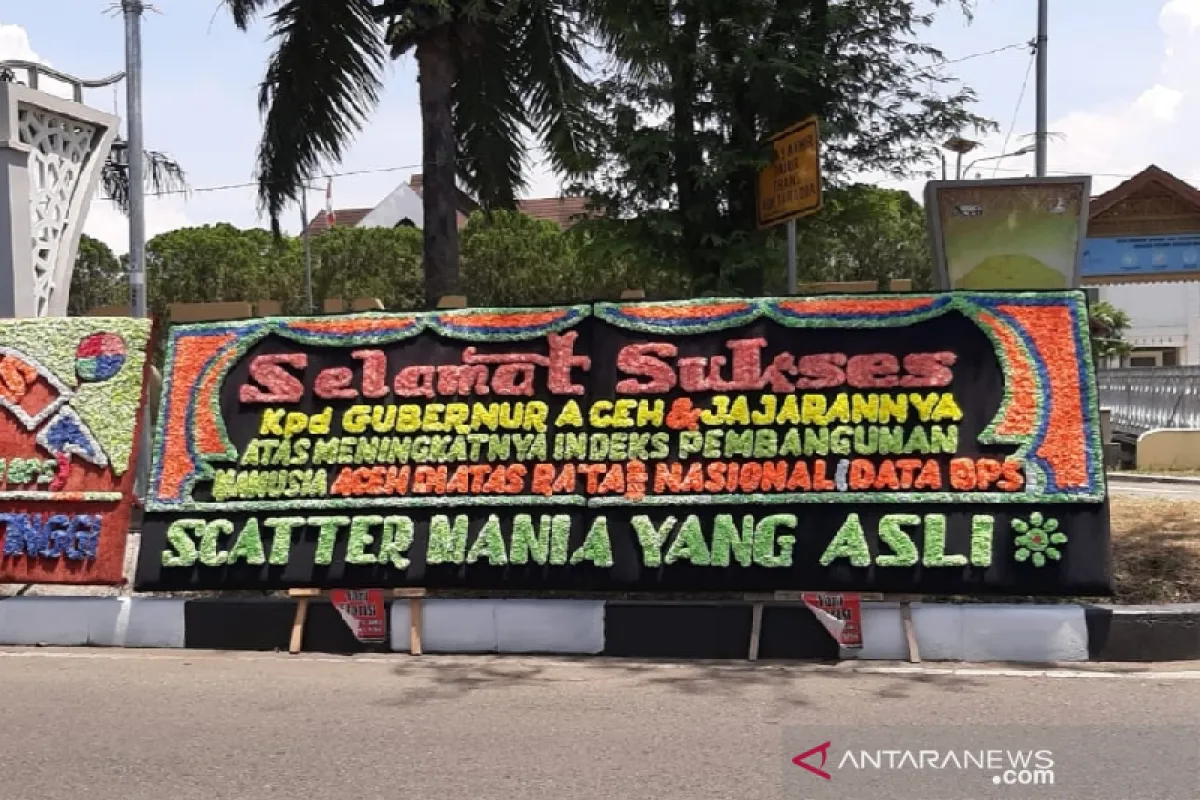 Selamat Sukses
Kpd GUBERNUR ACEH & JAJARANNYA
ATAS MENINGKATNYA INDEKS PEMBANGUNAN
MANUSIA ACEH DIATAS RATA2 NASIONAL (DATA BPS
SCATTER MANIA YANG ASLI
TINGGI
ANTARANEWS
.com